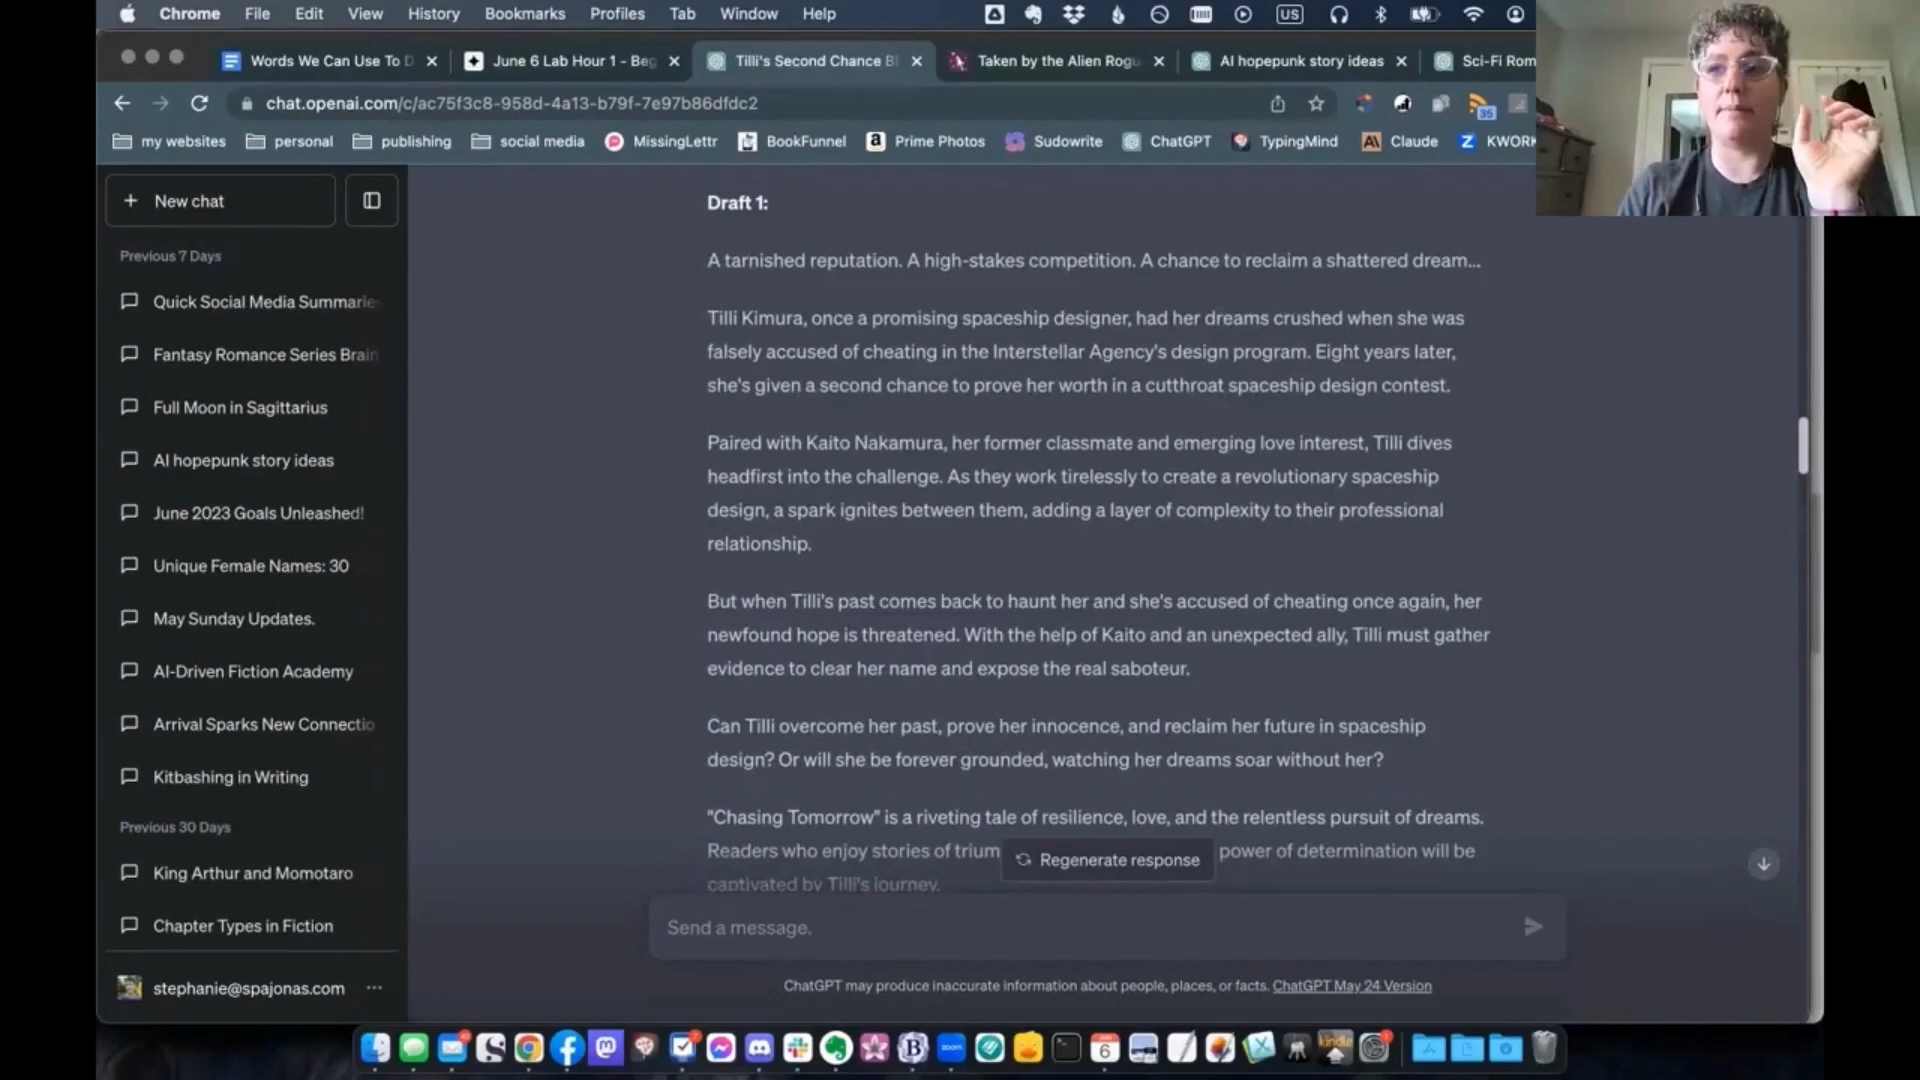 Chrome File Edit View History Bookmarks Profiles Tab Window Help US
Words We Can Use To D
June 6 Lab Hour 1 - Beg
Tilli's Second Chance Bl
Taken by the Alien Rogu
AI hopepunk story ideas
Sci-Fi Rom
chat.openai.com/c/ac75f3c8-958d-4a13-b79f-7e97b86dfdc2
35
my websites personal publishing social media MissingLettr BookFunnel Prime Photos Sudowrite ChatGPT TypingMind Claude KWORK
New chat
Previous 7 Days
Quick Social Media Summaries
Fantasy Romance Series Brain
Full Moon in Sagittarius
AI hopepunk story ideas
June 2023 Goals Unleashed!
Unique Female Names: 30
May Sunday Updates.
AI-Driven Fiction Academy
Arrival Sparks New Connectio
Kitbashing in Writing
Previous 30 Days
King Arthur and Momotaro
Chapter Types in Fiction
stephanie@spajonas.com
Draft 1:
A tarnished reputation. A high-stakes competition. A chance to reclaim a shattered dream...
Tilli Kimura, once a promising spaceship designer, had her dreams crushed when she was
falsely accused of cheating in the Interstellar Agency's design program. Eight years later,
she's given a second chance to prove her worth in a cutthroat spaceship design contest.
Paired with Kaito Nakamura, her former classmate and emerging love interest, Tilli dives
headfirst into the challenge. As they work tirelessly to create a revolutionary spaceship
design, a spark ignites between them, adding a layer of complexity to their professional
relationship.
But when Tilli's past comes back to haunt her and she's accused of cheating once again, her
newfound hope is threatened. With the help of Kaito and an unexpected ally, Tilli must gather
evidence to clear her name and expose the real saboteur.
Can Tilli overcome her past, prove her innocence, and reclaim her future in spaceship
design? Or will she be forever grounded, watching her dreams soar without her?
"Chasing Tomorrow" is a riveting tale of resilience, love, and the relentless pursuit of dreams.
Readers who enjoy stories of trium
Regenerate response
power of determination will be
captivated by Tilli's journey.
Send a message.
ChatGPT may produce inaccurate information about people, places, or facts. ChatGPT May 24 Version
zoom
6
kindle